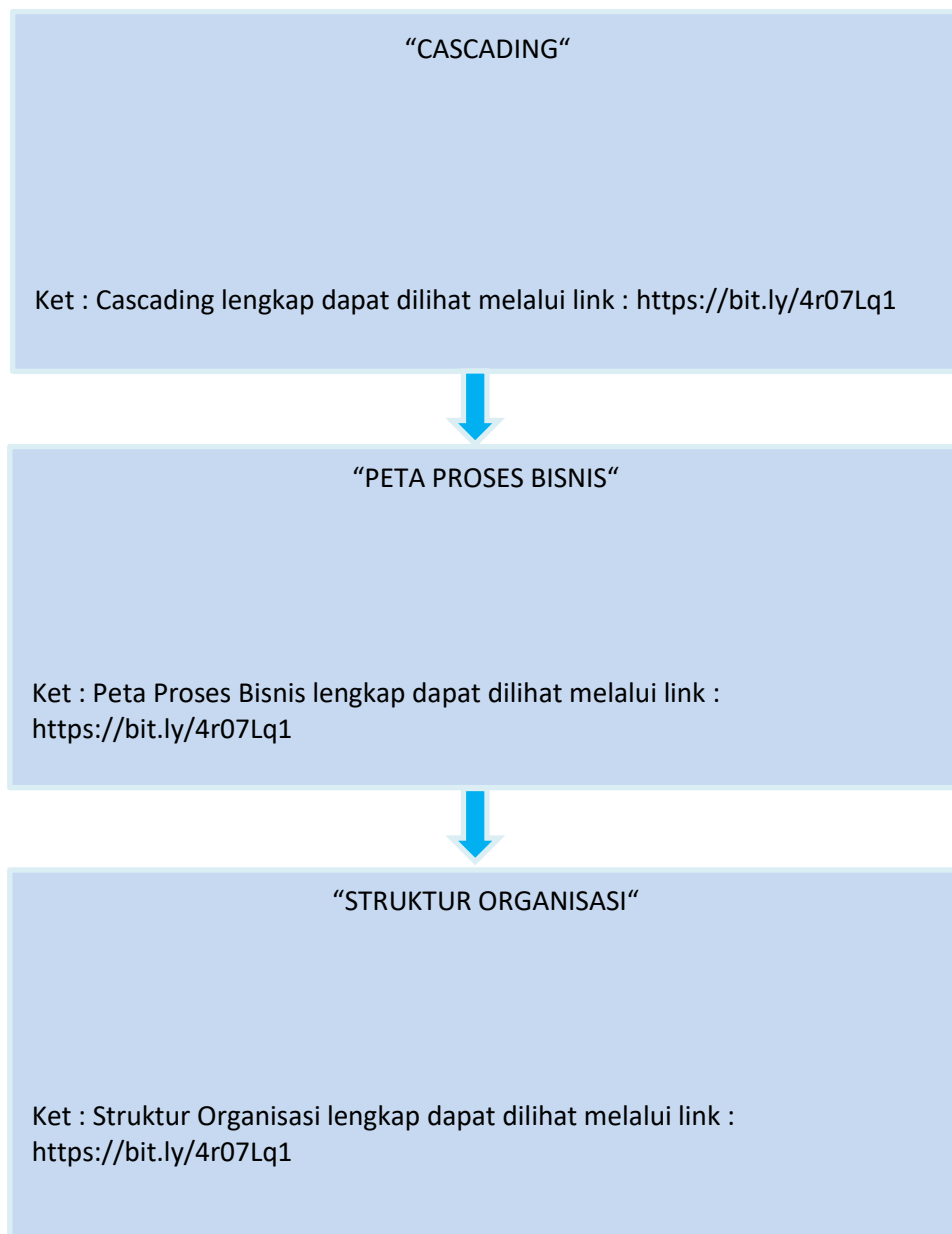 “CASCADING“
Ket : Cascading lengkap dapat dilihat melalui link : https://bit.ly/4r07Lq1
“PETA PROSES BISNIS“
Ket : Peta Proses Bisnis lengkap dapat dilihat melalui link :
https://bit.ly/4r07Lq1
“STRUKTUR ORGANISASI“
Ket : Struktur Organisasi lengkap dapat dilihat melalui link :
https://bit.ly/4r07Lq1